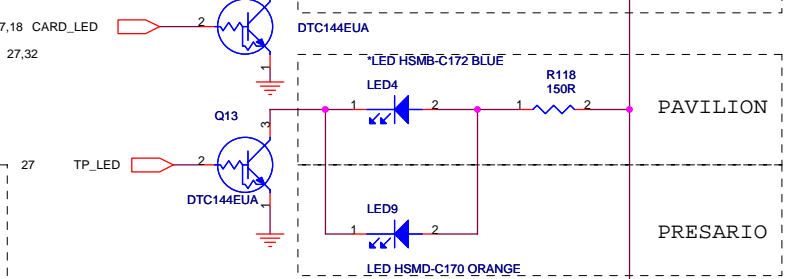 7,18 CARD_LED
2
DTC144EUA
27,32
1
*LED HSMB-C172 BLUE
LED4
R118
150R
Q13
3
1
2
1
2
PAVILION
27
TP_LED
2
DTC144EUA
1
LED9
1
2
PRESARIO
LED HSMD-C170 ORANGE